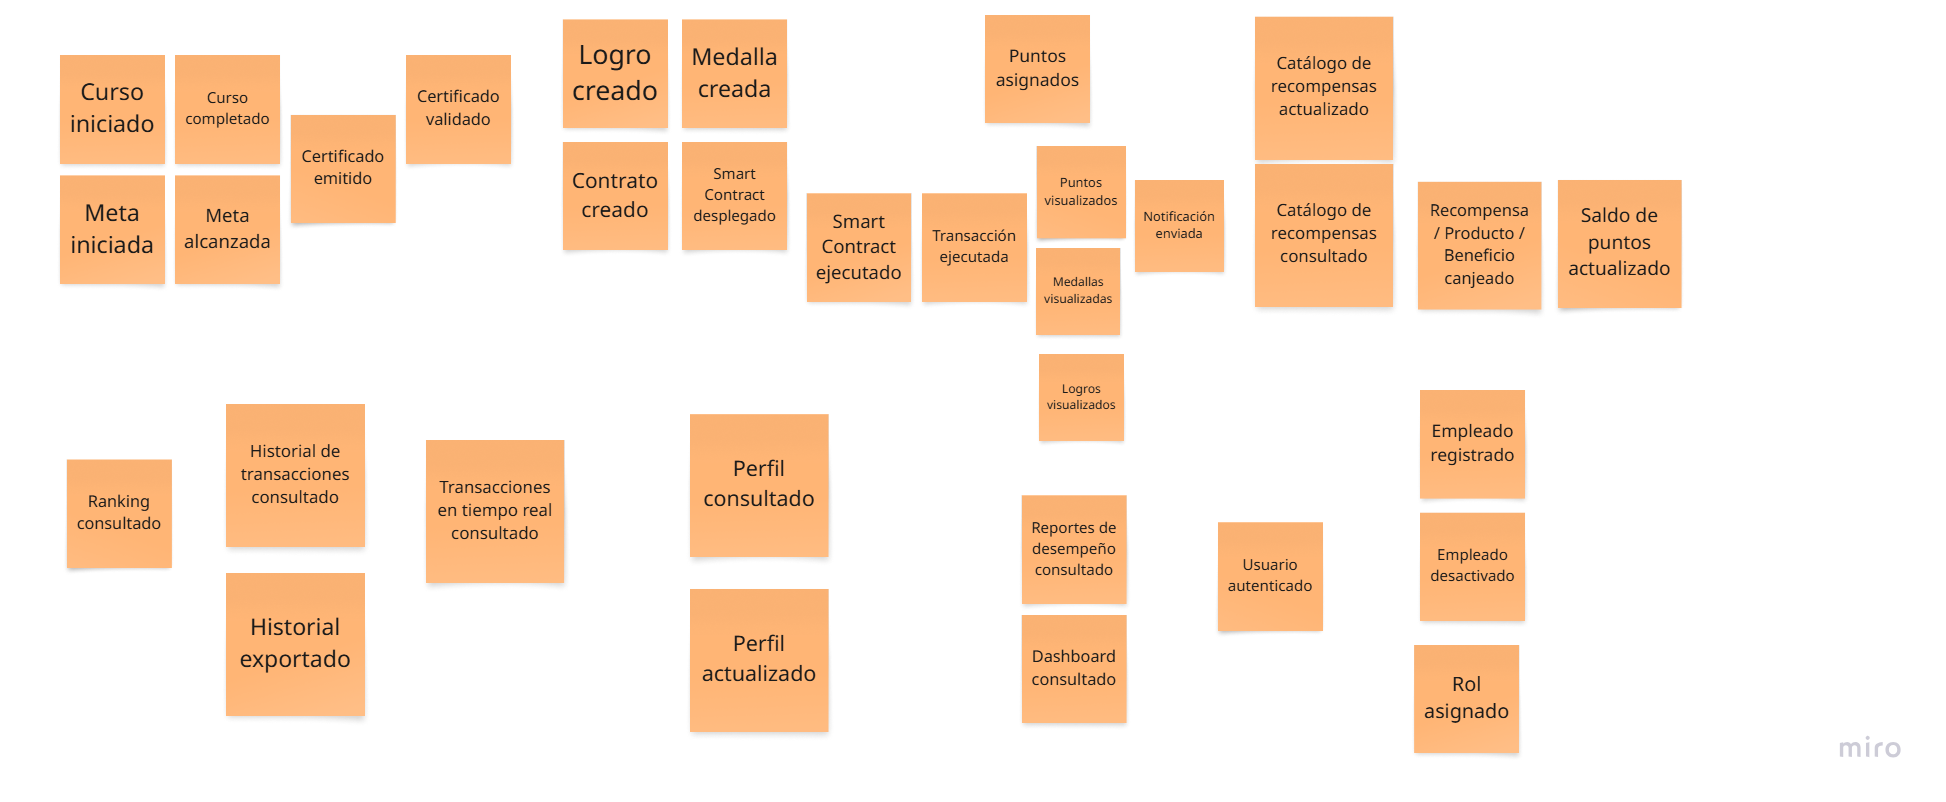 Curso
iniciado
Curso
completado
Certificado
emitido
Certificado
validado
Meta
iniciada
Meta
alcanzada
Logro
creado
Medalla
creada
Contrato
creado
Smart
Contract
desplegado
Smart
Contract
ejecutado
Transacción
ejecutada
Puntos
asignados
Puntos
visualizados
Medallas
visualizadas
Logros
visualizados
Notificación
enviada
Catálogo de
recompensas
actualizado
Catálogo de
recompensas
consultado
Recompensa
/ Producto /
Beneficio
canjeado
Saldo de
puntos
actualizado
Ranking
consultado
Historial de
transacciones
consultado
Historial
exportado
Transacciones
en tiempo real
consultado
Perfil
consultado
Perfil
actualizado
Reportes de
desempeño
consultado
Dashboard
consultado
Usuario
autenticado
Empleado
registrado
Empleado
desactivado
Rol
asignado
miro